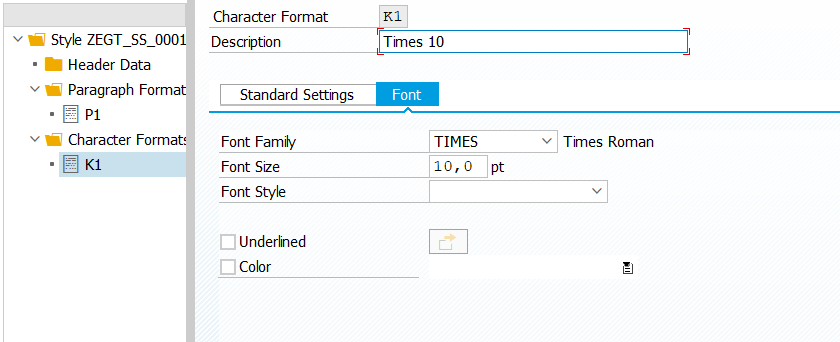 Style ZEGT_SS_0001
Header Data
Paragraph Format
P1
Character Formats
K1
Character Format K1
Description Times 10
Standard Settings Font
Font Family TIMES Times Roman
Font Size 10,0 pt
Font Style
Underlined
Color